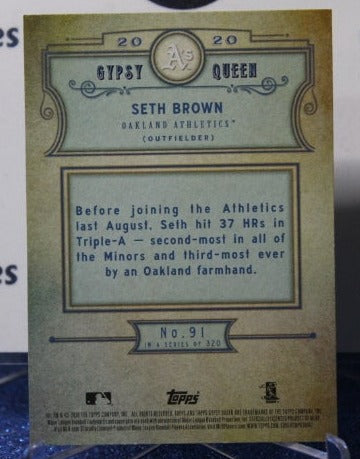 20 20
A's
GYPSY QUEEN
SETH BROWN
OAKLAND ATHLETICS™
(OUTFIELDER)
Before joining the Athletics
last August, Seth hit 37 HRs in
Triple-A — second-most in all of
the Minors and third-most ever
by an Oakland farmhand.
No. 91
IN A SERIES OF 320
Topps